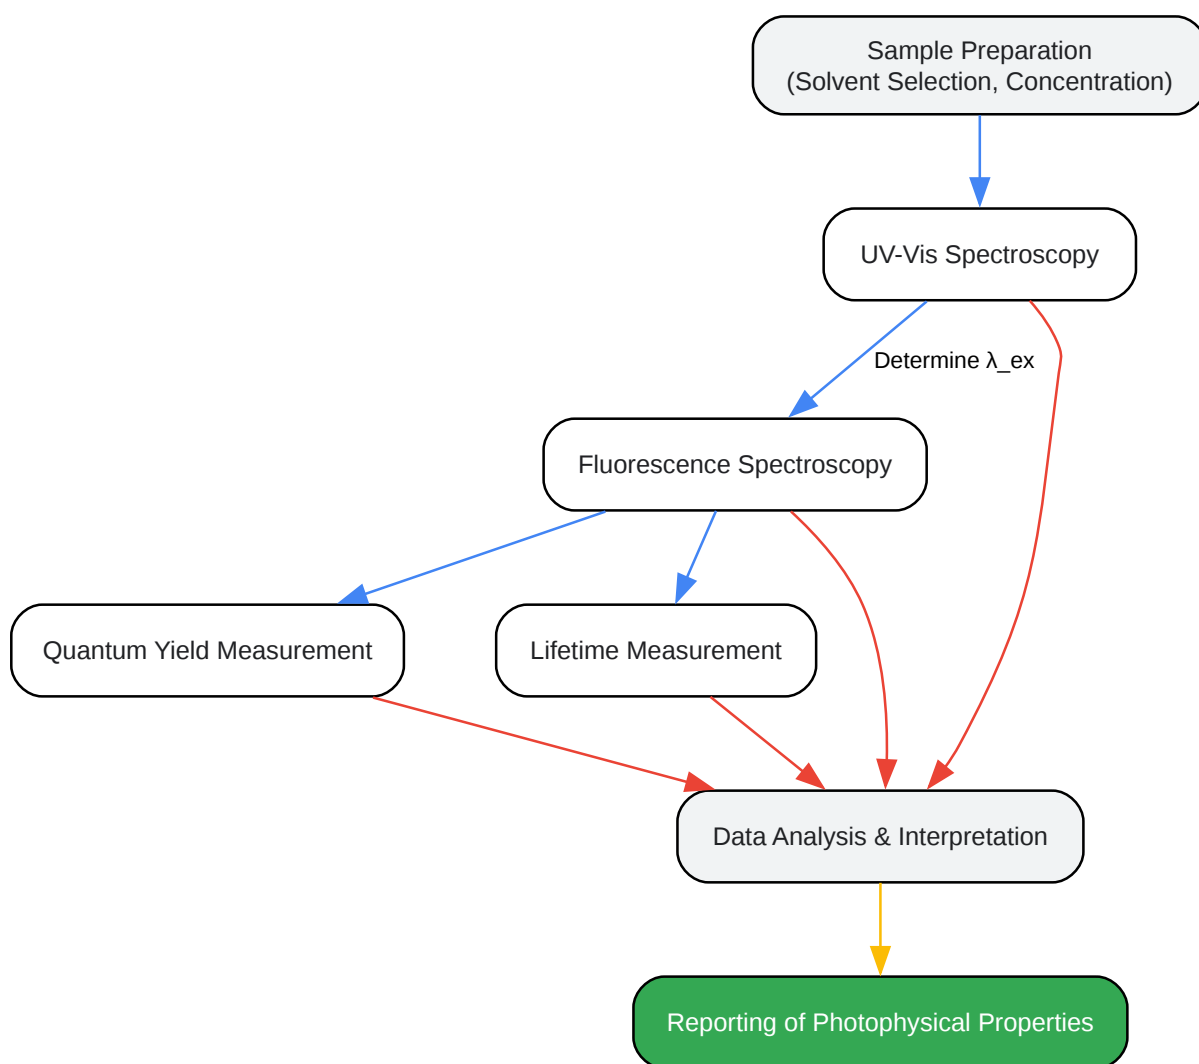 Sample Preparation
(Solvent Selection, Concentration)
UV-Vis Spectroscopy
Determine λ_ex
Fluorescence Spectroscopy
Quantum Yield Measurement
Lifetime Measurement
Data Analysis & Interpretation
Reporting of Photophysical Properties